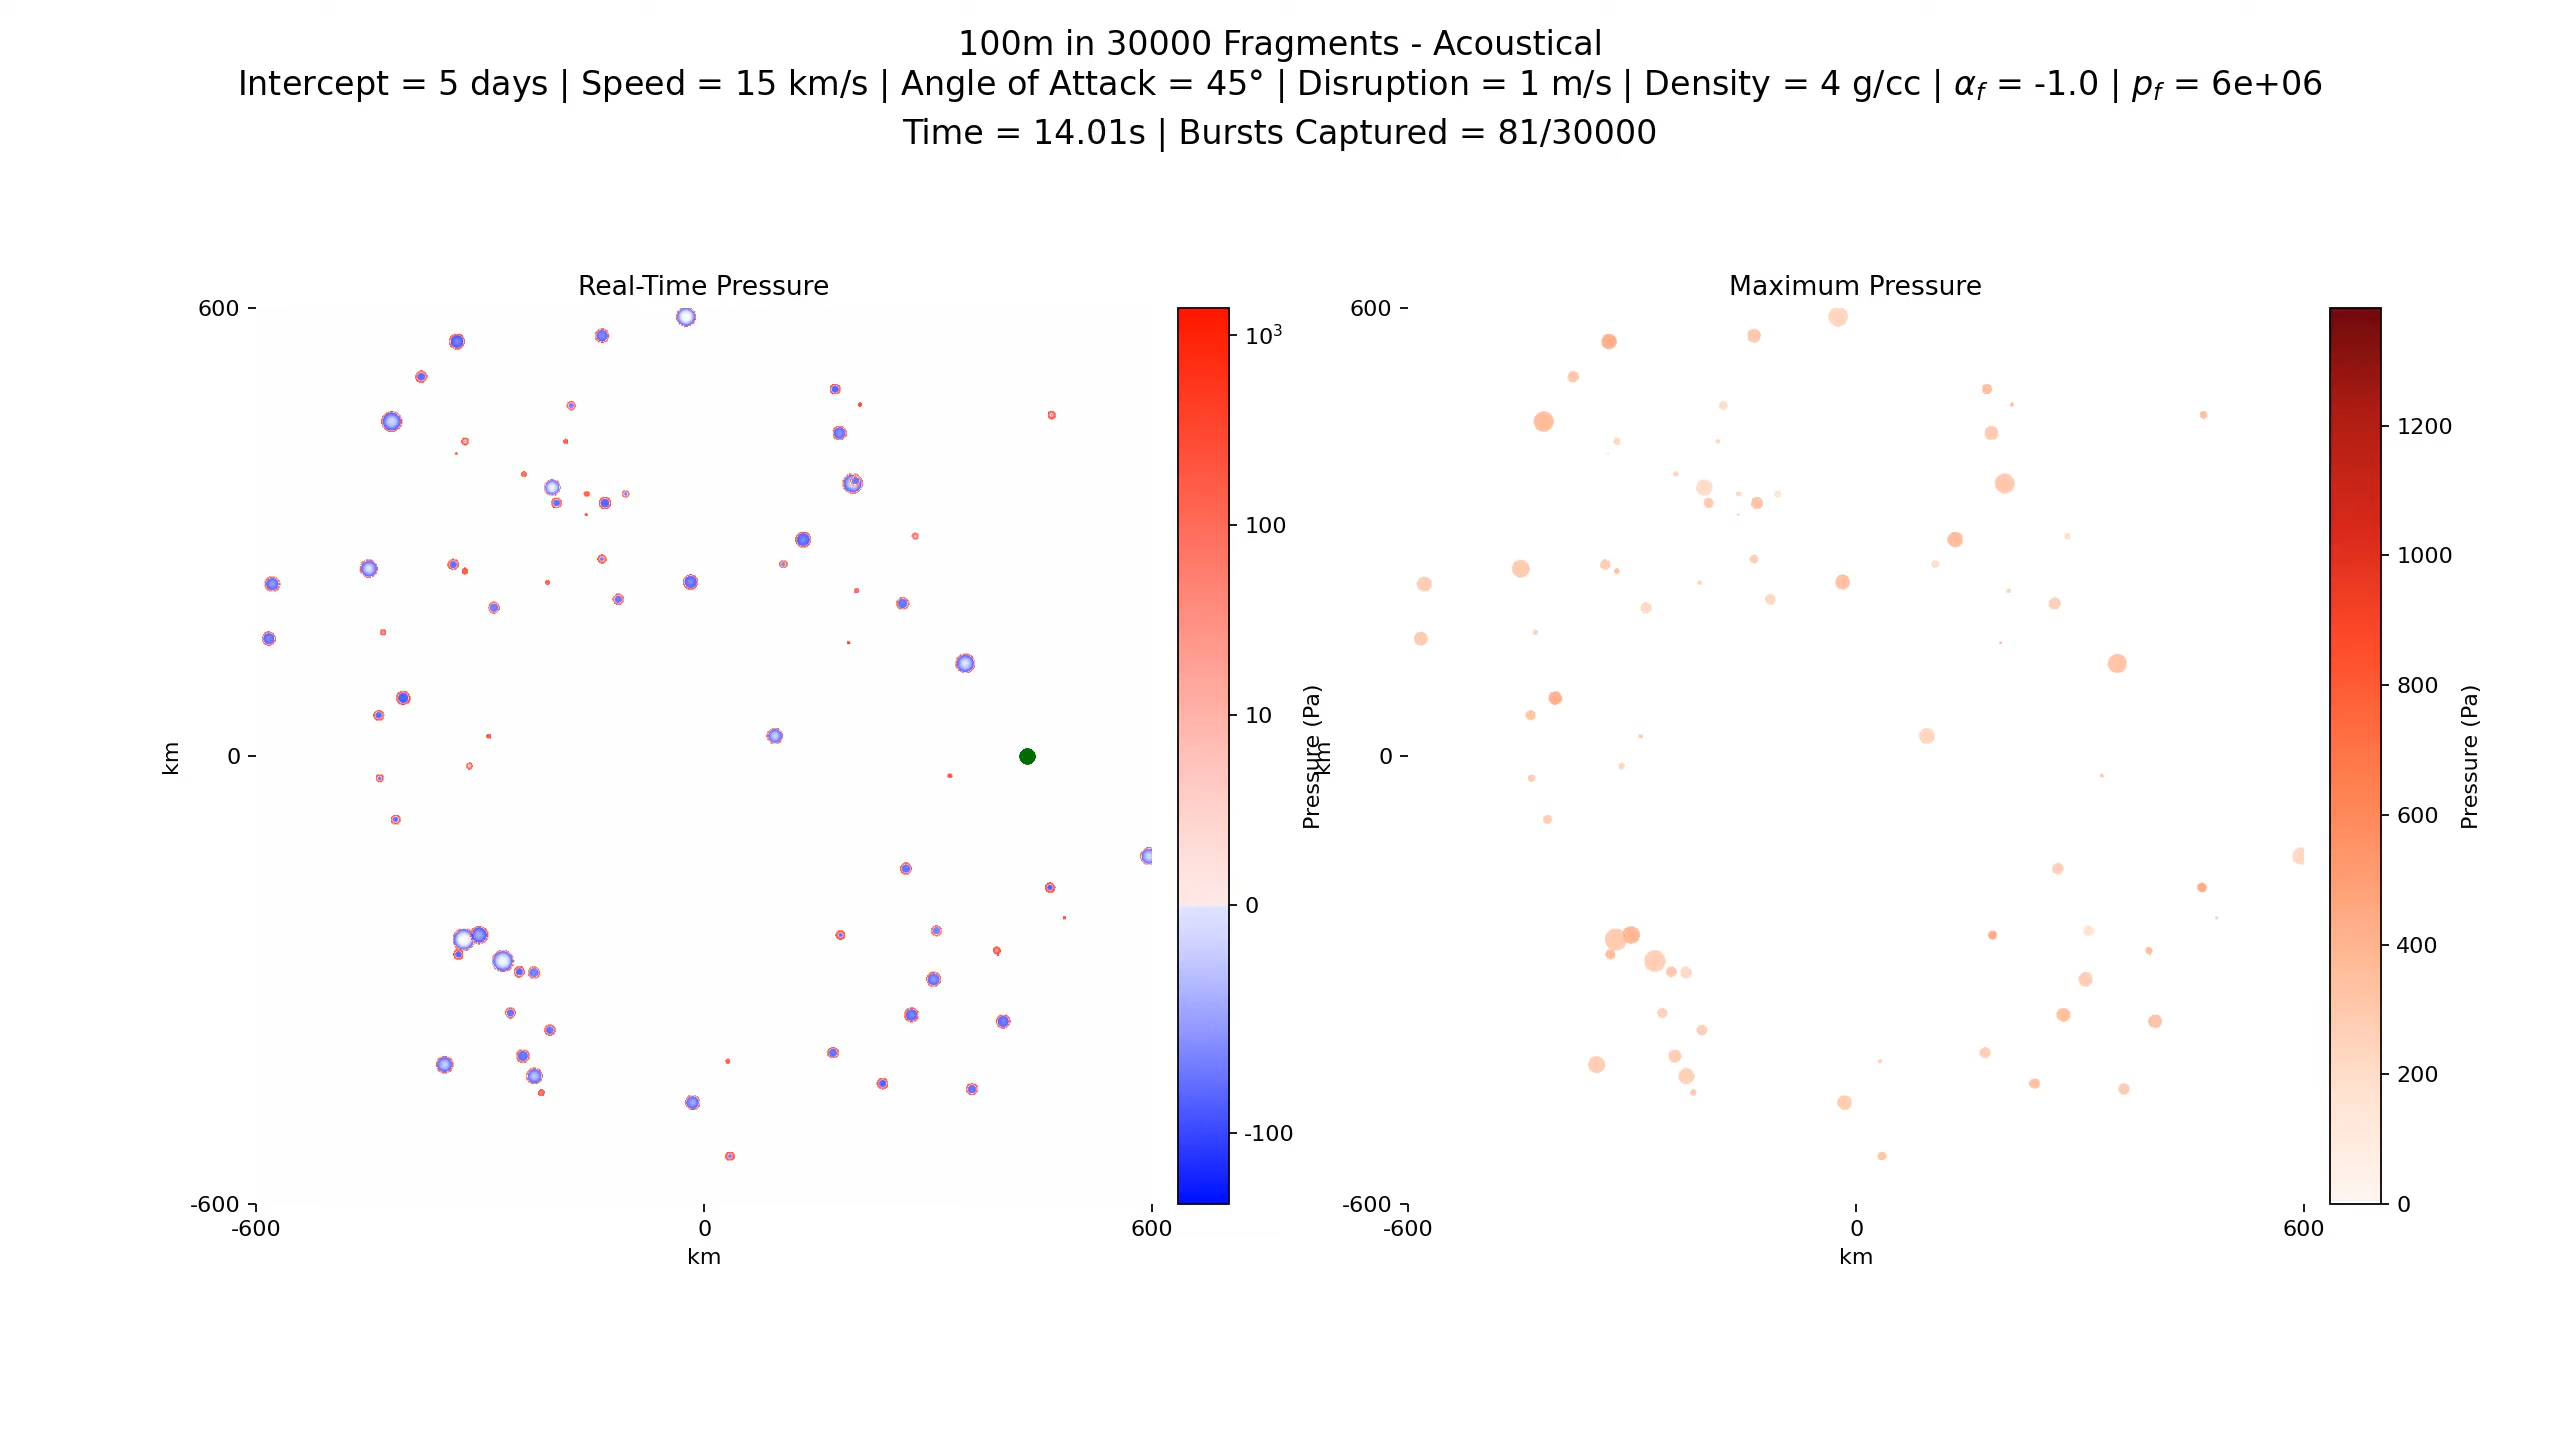 100m in 30000 Fragments - Acoustical
Intercept = 5 days | Speed = 15 km/s | Angle of Attack = 45° | Disruption = 1 m/s | Density = 4 g/cc | α_f = -1.0 | p_f = 6e+06
Time = 14.01s | Bursts Captured = 81/30000
Real-Time Pressure
600
0
-600
km
-600
0
600
km
10³
100
10
0
-100
Pressure (Pa)
Maximum Pressure
600
0
-600
km
-600
0
600
km
1200
1000
800
600
400
200
0
Pressure (Pa)